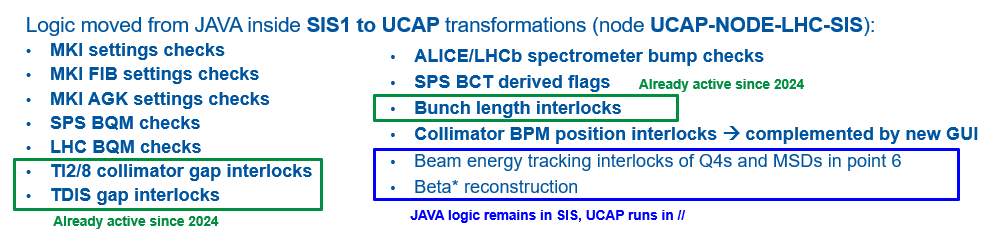 Logic moved from JAVA inside SIS1 to UCAP transformations (node UCAP-NODE-LHC-SIS):
• MKI settings checks
• MKI FIB settings checks
• MKI AGK settings checks
• SPS BQM checks
• LHC BQM checks
• TI2/8 collimator gap interlocks
• TDIS gap interlocks
Already active since 2024
• ALICE/LHCb spectrometer bump checks
• SPS BCT derived flags
Already active since 2024
• Bunch length interlocks
• Collimator BPM position interlocks → complemented by new GUI
• Beam energy tracking interlocks of Q4s and MSDs in point 6
• Beta* reconstruction
JAVA logic remains in SIS, UCAP runs in //